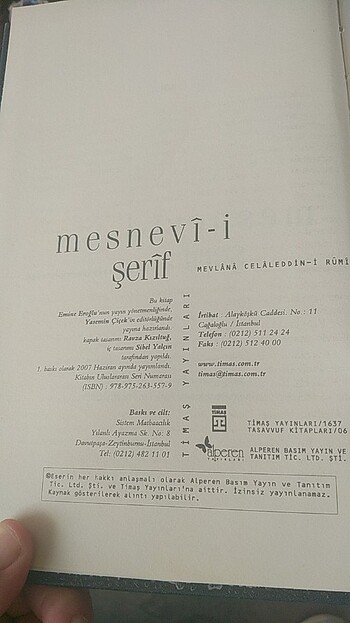 mesnevî-i
şerîf
MEVLÂNÂ CELÂLEDDİN-İ RÛMÎ
Bu kitap
Emine Eroğlu'nun yayın yönetmenliğinde,
Yasemin Çiçek'in editörlüğünde
yayına hazırlandı.
kapak tasarımı Ravza Kızıltuğ,
iç tasarımı Sibel Yalçın
tarafından yapıldı.
1. baskı olarak 2007 Haziran ayında yayımlandı.
Kitabın Uluslararası Seri Numarası
(ISBN) : 978-975-263-557-9
Baskı ve cilt:
Sistem Matbaacılık
Yılanlı Ayazma Sk. No: 8
Davutpaşa-Zeytinburnu-İstanbul
Tel: (0212) 482 11 01
TİMAŞ YAYINLARI
İrtibat : Alayköşkü Caddesi. No.: 11
Cağaloğlu / İstanbul
Telefon : (0212) 511 24 24
Faks : (0212) 512 40 00
www.timas.com.tr
timas@timas.com.tr
TİMAŞ
TİMAŞ YAYINLARI/1637
TASAVVUF KİTAPLARI/06
alperen
YAYINLARI
ALPEREN BASIM YAYIN VE
TANITIM TİC. LTD. ŞTİ.
©Eserin her hakkı anlaşmalı olarak Alperen Basım Yayın ve Tanıtım
Tic. Ltd. Şti. ve Timaş Yayınları'na aittir. İzinsiz yayınlanamaz.
Kaynak gösterilerek alıntı yapılabilir.